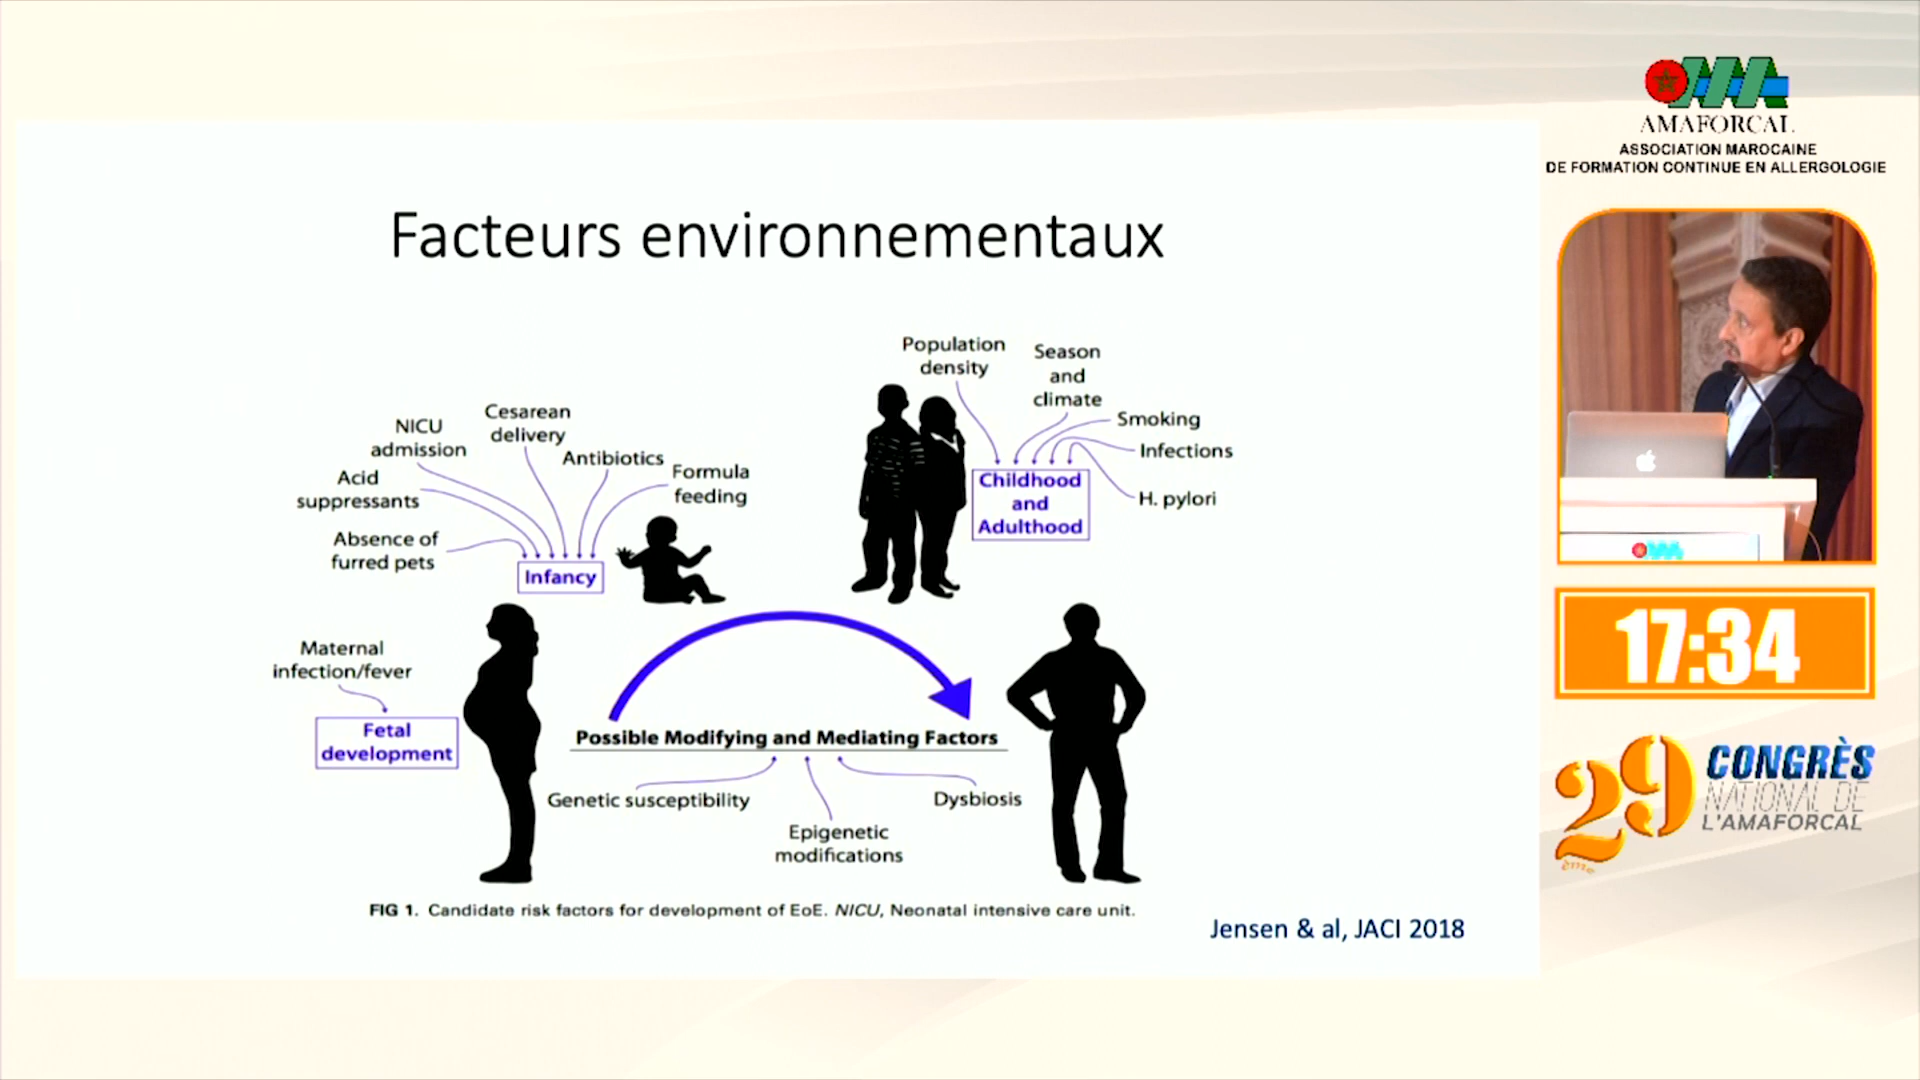 AMAFORCAL
ASSOCIATION MAROCAINE
DE FORMATION CONTINUE EN ALLERGOLOGIE
Facteurs environnementaux
Population
density
Season
and
climate
Smoking
Infections
H. pylori
Childhood
and
Adulthood
NICU
admission
Cesarean
delivery
Antibiotics
Formula
feeding
Acid
suppressants
Absence of
furred pets
Infancy
Maternal
infection/fever
Fetal
development
Possible Modifying and Mediating Factors
Genetic susceptibility
Epigenetic
modifications
Dysbiosis
FIG 1. Candidate risk factors for development of EoE. NICU, Neonatal intensive care unit.
Jensen & al, JACI 2018
17:34
29
ème
CONGRÈS
NATIONAL DE
L'AMAFORCAL